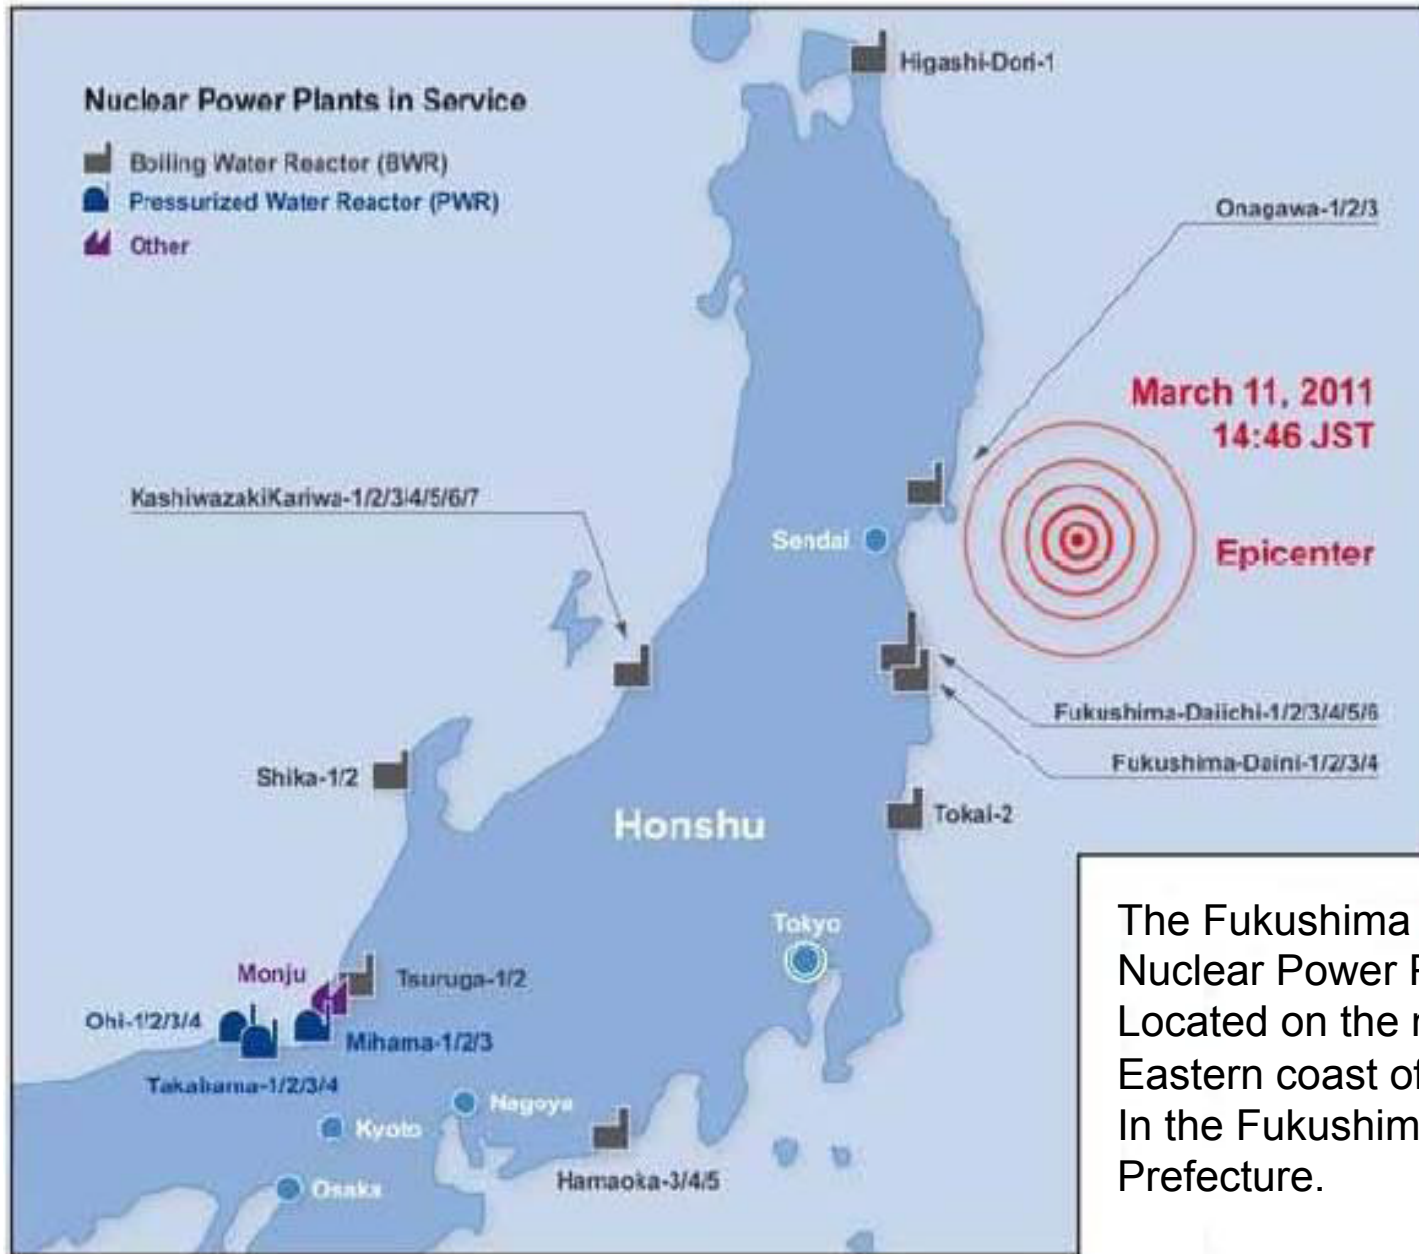 Nuclear Power Plants in Service
Boiling Water Reactor (BWR)
Pressurized Water Reactor (PWR)
Other
Higashi-Dori-1
Onagawa-1/2/3
March 11, 2011
14:46 JST
Epicenter
KashiwazakiKariwa-1/2/3/4/5/6/7
Sendai
Fukushima-Daiichi-1/2/3/4/5/6
Fukushima-Daini-1/2/3/4
Shika-1/2
Honshu
Tokai-2
Tokyo
Monju
Tsuruga-1/2
Ohi-1/2/3/4
Mihama-1/2/3
Takahama-1/2/3/4
Nagoya
Kyoto
Hamaoka-3/4/5
Osaka
The Fukushima
Nuclear Power
Located on the
Eastern coast of
In the
Prefecture.